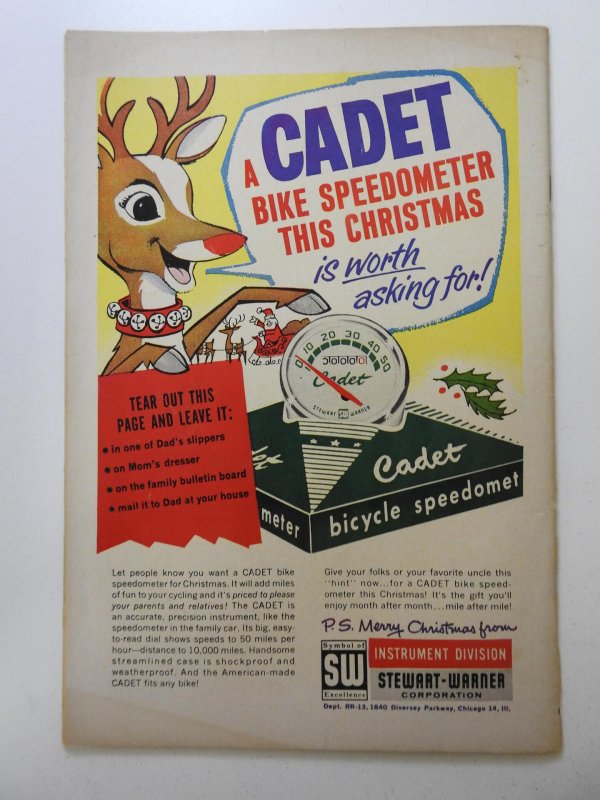 A CADET
BIKE SPEEDOMETER
THIS CHRISTMAS
is worth
asking for!
TEAR OUT THIS
PAGE AND LEAVE IT:
• in one of Dad's slippers
• on Mom's dresser
• on the family bulletin board
• mail it to Dad at your house
0 10 20 30 40 50
Cadet
STEWART SW WARNER
Cadet
meter
bicycle speedomet
Let people know you want a CADET bike
speedometer for Christmas. It will add miles
of fun to your cycling and it's priced to please
your parents and relatives! The CADET is
an accurate, precision instrument, like the
speedometer in the family car. Its big, easy-
to-read dial shows speeds to 50 miles per
hour—distance to 10,000 miles. Handsome
streamlined case is shockproof and
weatherproof. And the American-made
CADET fits any bike!
Give your folks or your favorite uncle this
"hint" now...for a CADET bike speed-
ometer this Christmas! It's the gift you'll
enjoy month after month...mile after mile!
P.S. Merry Christmas from
Symbol of
SW
Excellence
INSTRUMENT DIVISION
STEWART-WARNER
CORPORATION
Dept. RR-13, 1840 Diversey Parkway, Chicago 14, Ill.